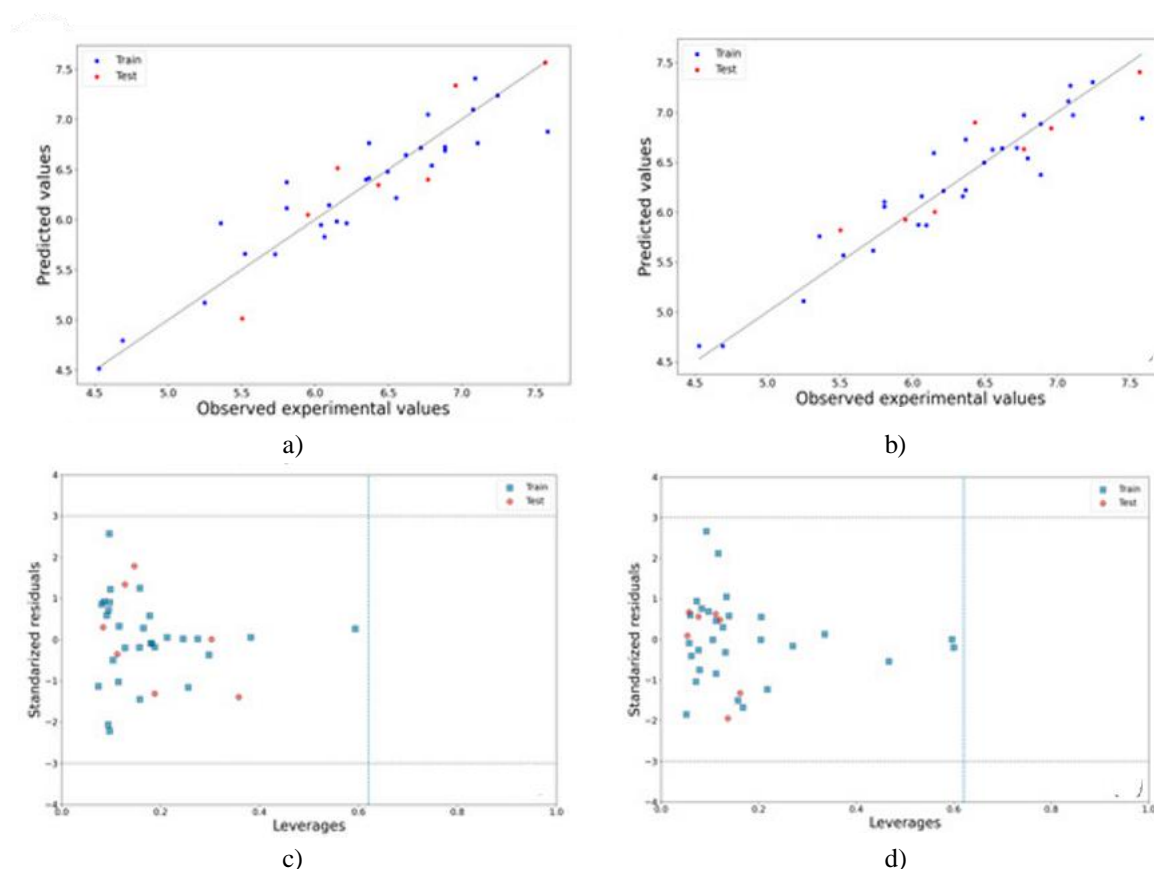 Train
Test
7.5
7.0
6.5
6.0
5.5
5.0
4.5
Predicted values
4.5 5.0 5.5 6.0 6.5 7.0 7.5
Observed experimental values
a)
Train
Test
7.5
7.0
6.5
6.0
5.5
5.0
4.5
Predicted values
4.5 5.0 5.5 6.0 6.5 7.0 7.5
Observed experimental values
b)
Train
Test
4
3
2
1
0
−1
−2
−3
−4
Standarized residuals
0.0 0.2 0.4 0.6 0.8 1.0
Leverages
c)
Train
Test
4
3
2
1
0
−1
−2
−3
−4
Standarized residuals
0.0 0.2 0.4 0.6 0.8 1.0
Leverages
d)